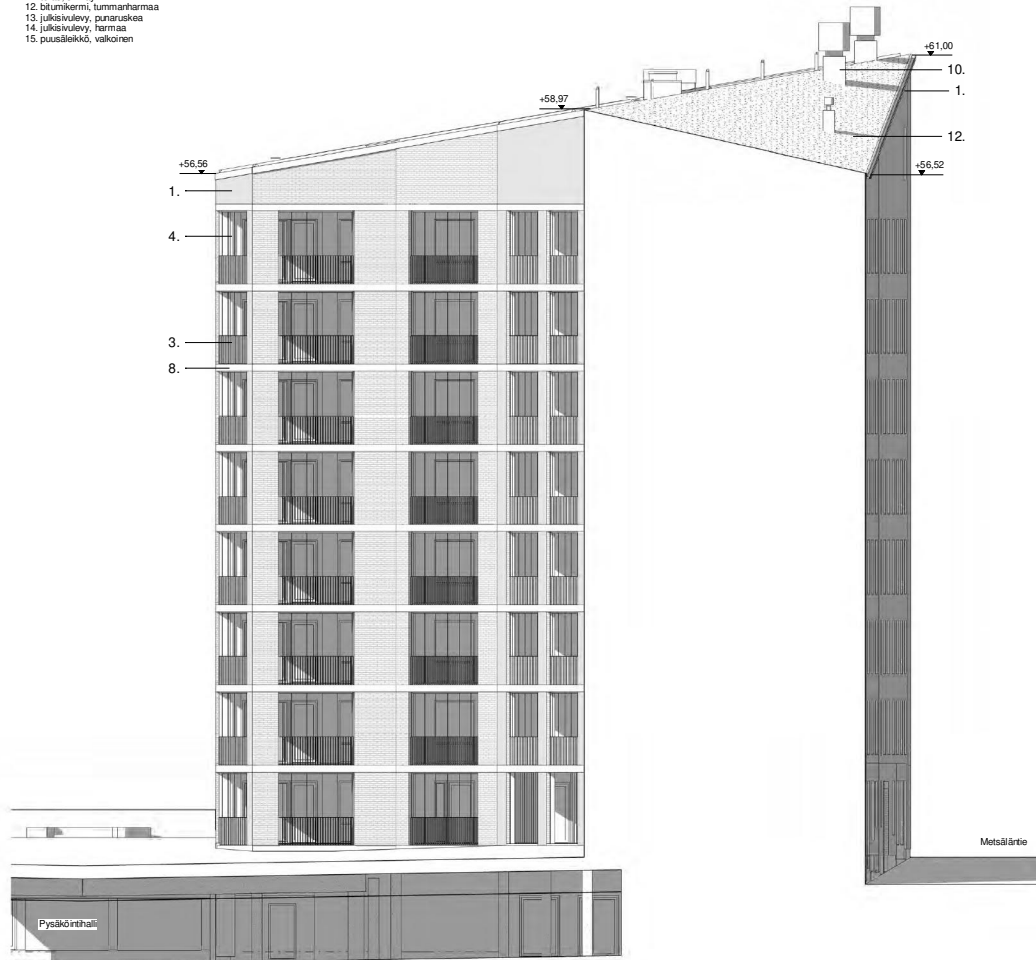 12. bitumikermi, tummanharmaa
13. julkisivulevy, punaruskea
14. julkisivulevy, harmaa
15. puusäleikkö, valkoinen
+61,00
10.
1.
+58,97
12.
+56,56
+56,52
1.
4.
3.
8.
Metsäläntie
Pysäköintihalli